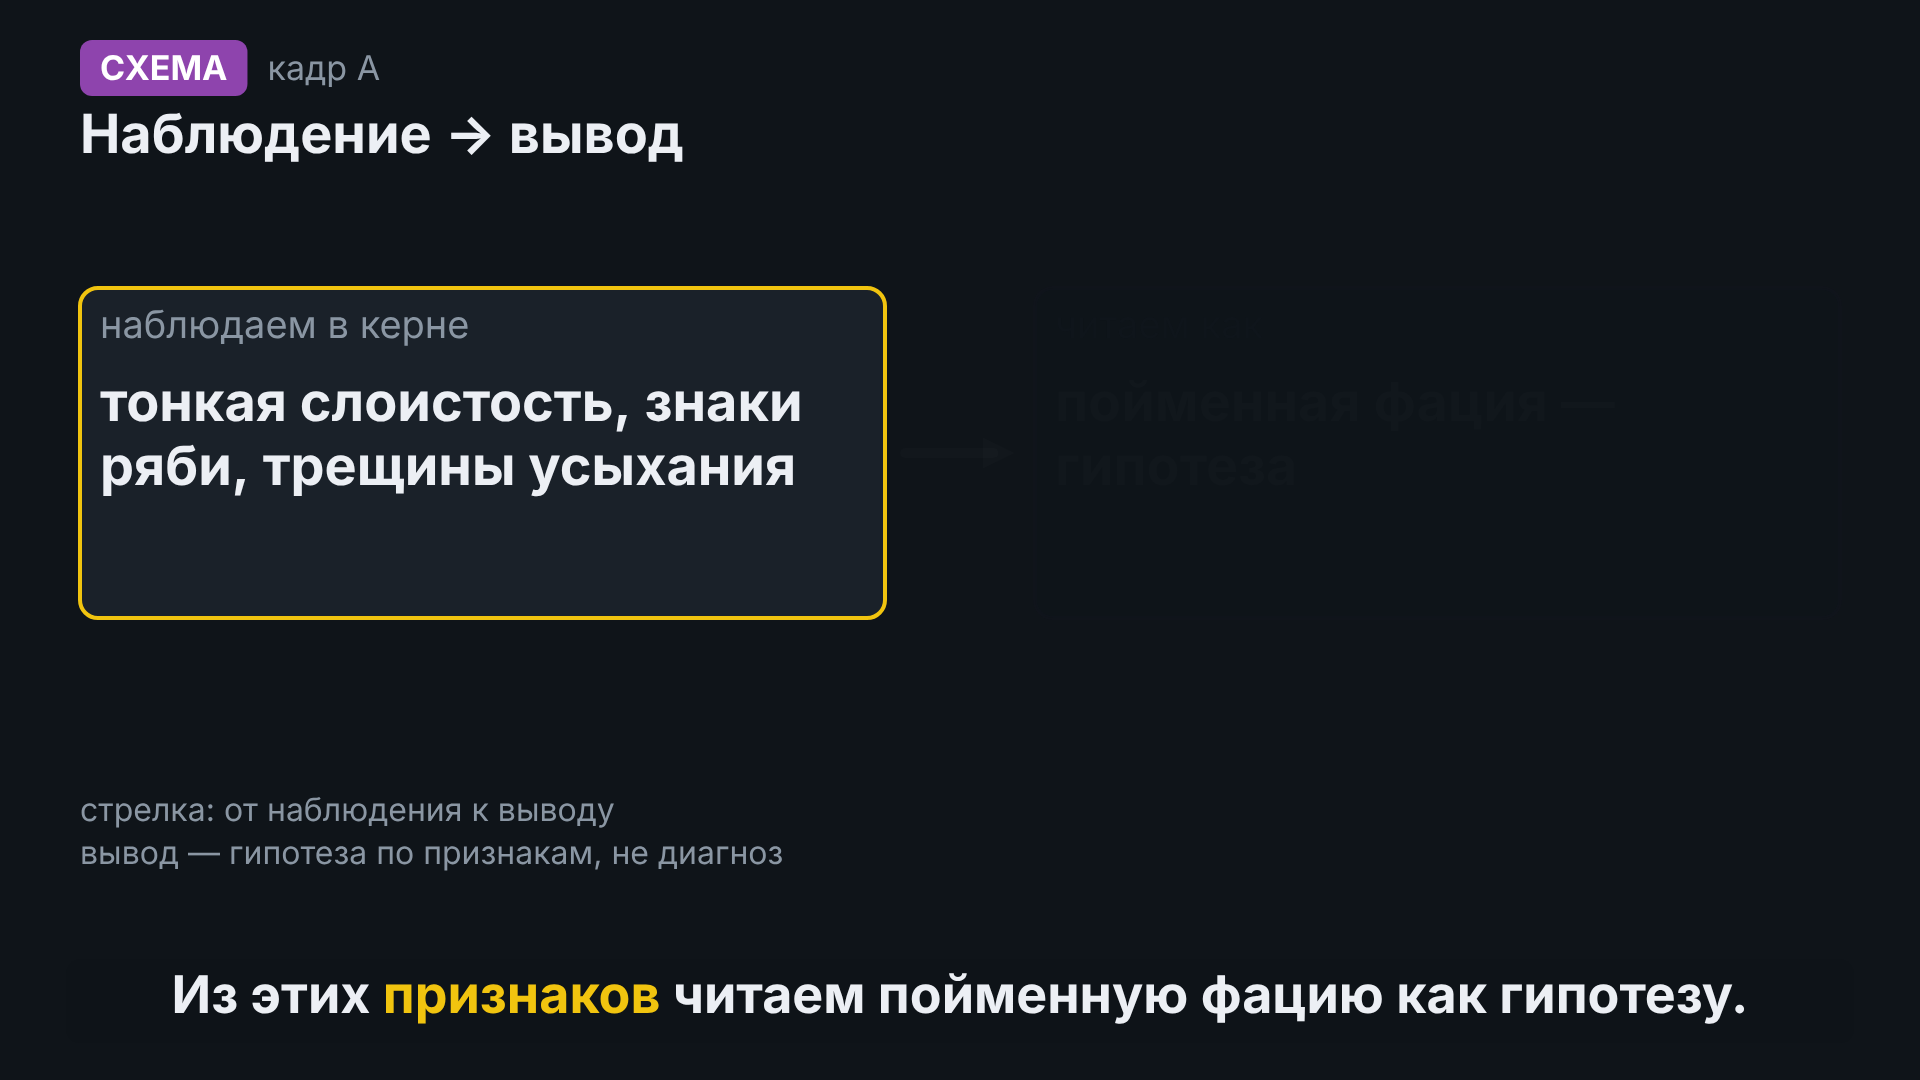 СХЕМА кадр А
Наблюдение → вывод
наблюдаем в керне
тонкая слоистость, знаки
ряби, трещины усыхания
пойменная фация —
гипотеза
стрелка: от наблюдения к выводу
вывод — гипотеза по признакам, не диагноз
Из этих признаков читаем пойменную фацию как гипотезу.